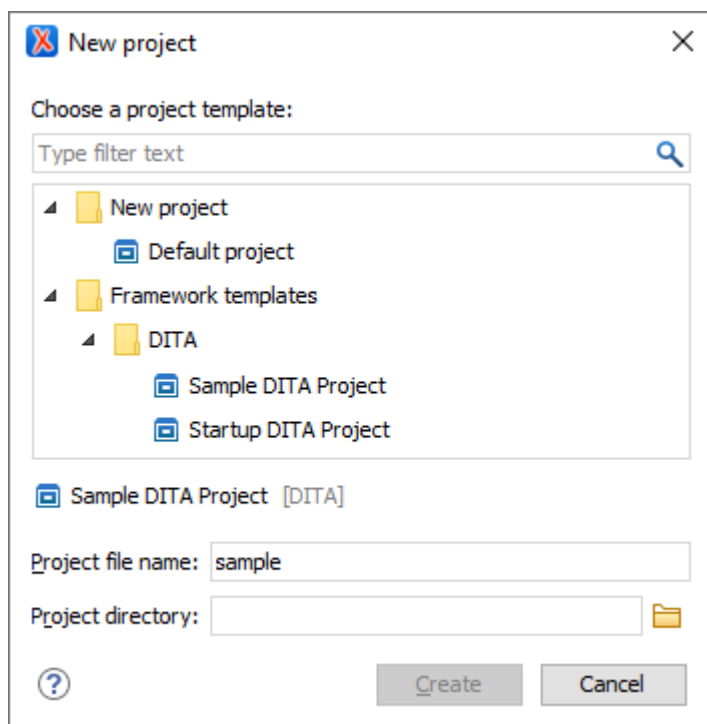 New project
Choose a project template:
Type filter text
New project
Default project
Framework templates
DITA
Sample DITA Project
Startup DITA Project
Sample DITA Project [DITA]
Project file name: sample
Project directory:
? Create Cancel